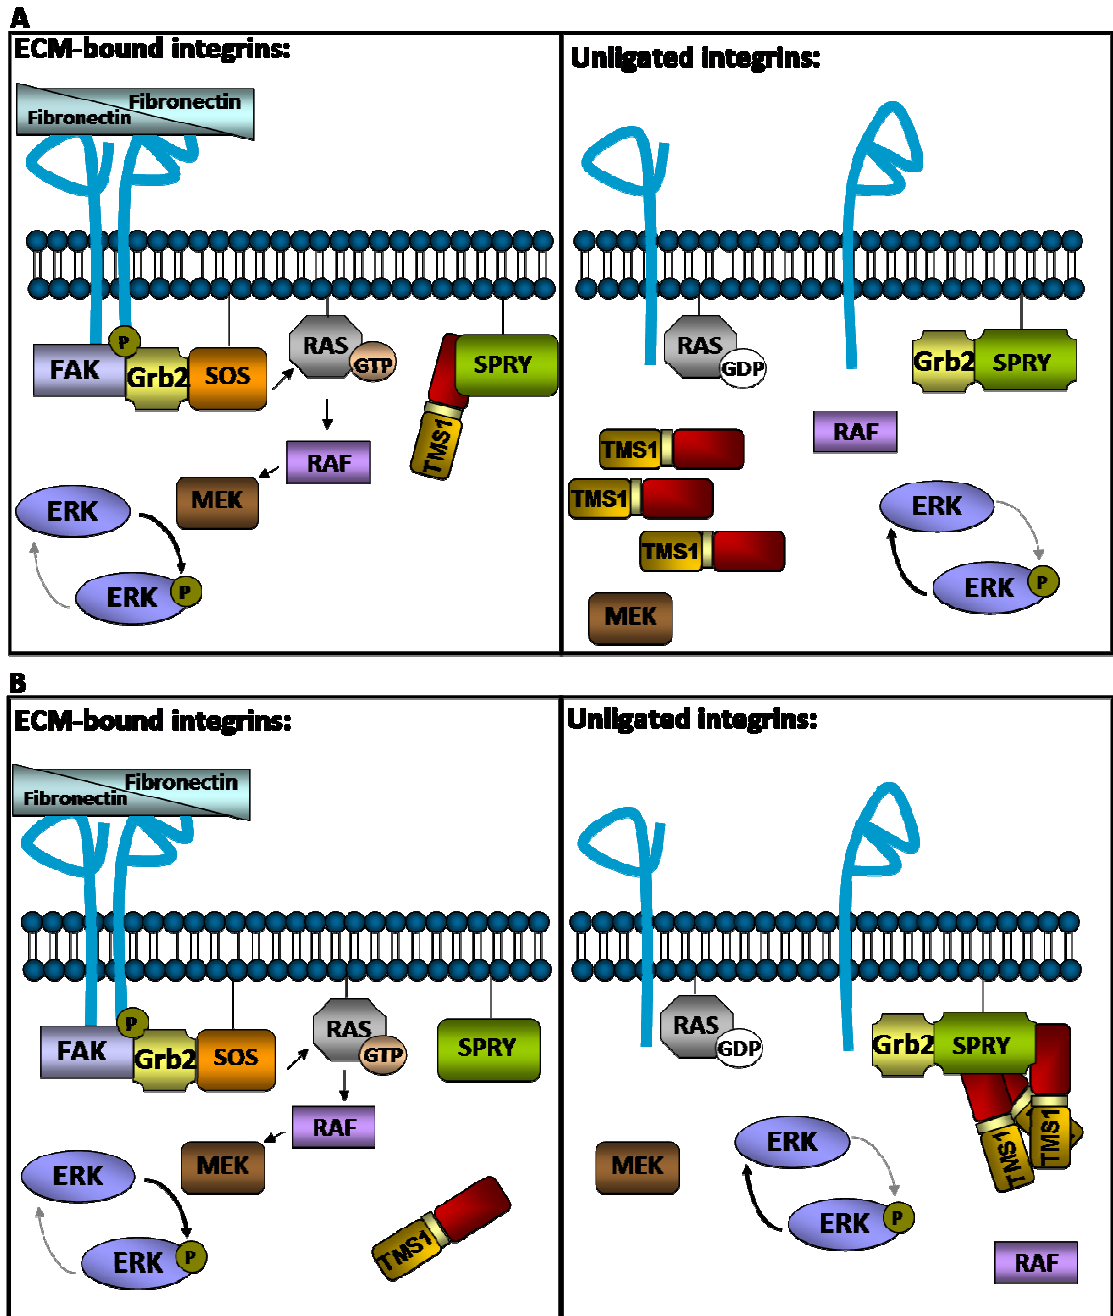 A
ECM-bound integrins:
Fibronectin
Fibronectin
P
FAK
Grb2
SOS
RAS
GTP
SPRY
TMS1
RAF
MEK
ERK
ERK
P
Unligated integrins:
RAS
GDP
Grb2
SPRY
RAF
TMS1
TMS1
TMS1
MEK
ERK
ERK
P
B
ECM-bound integrins:
Fibronectin
Fibronectin
P
FAK
Grb2
SOS
RAS
GTP
SPRY
RAF
MEK
ERK
ERK
P
TMS1
Unligated integrins:
RAS
GDP
Grb2
SPRY
TMS1
TMS1
MEK
ERK
ERK
P
RAF